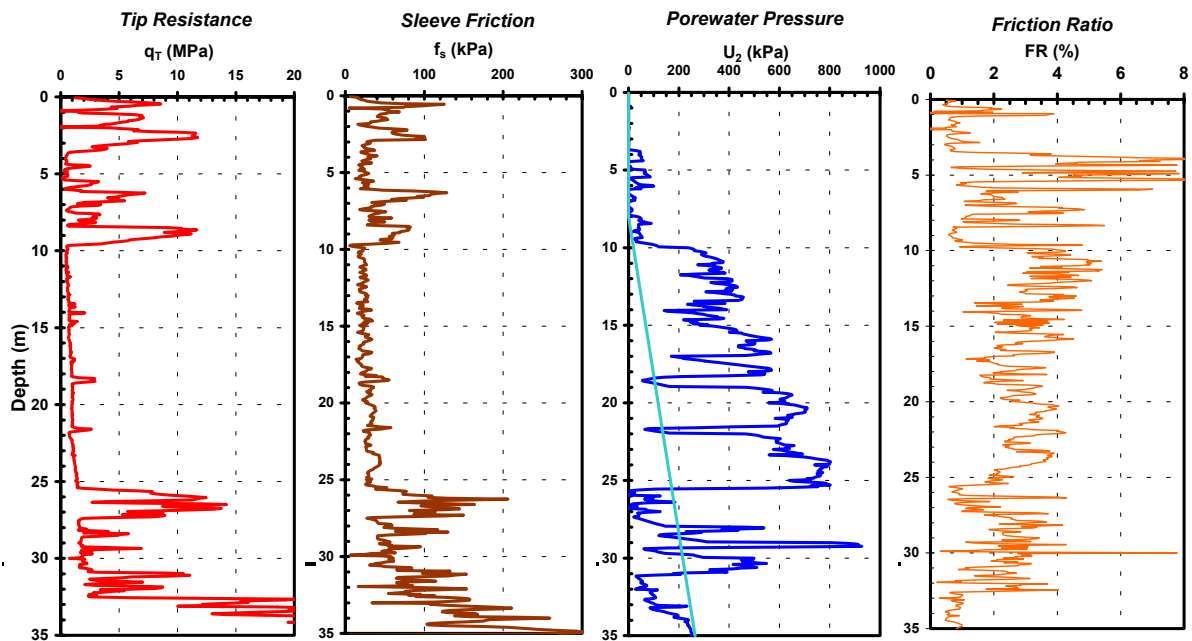 Tip Resistance
qT (MPa)
0 5 10 15 20
Sleeve Friction
fs (kPa)
0 100 200 300
Porewater Pressure
U2 (kPa)
0 200 400 600 800 1000
Friction Ratio
FR (%)
0 2 4 6 8
Depth (m)
0
5
10
15
20
25
30
35
0
5
10
15
20
25
30
35
0
5
10
15
20
25
30
35
0
5
10
15
20
25
30
35